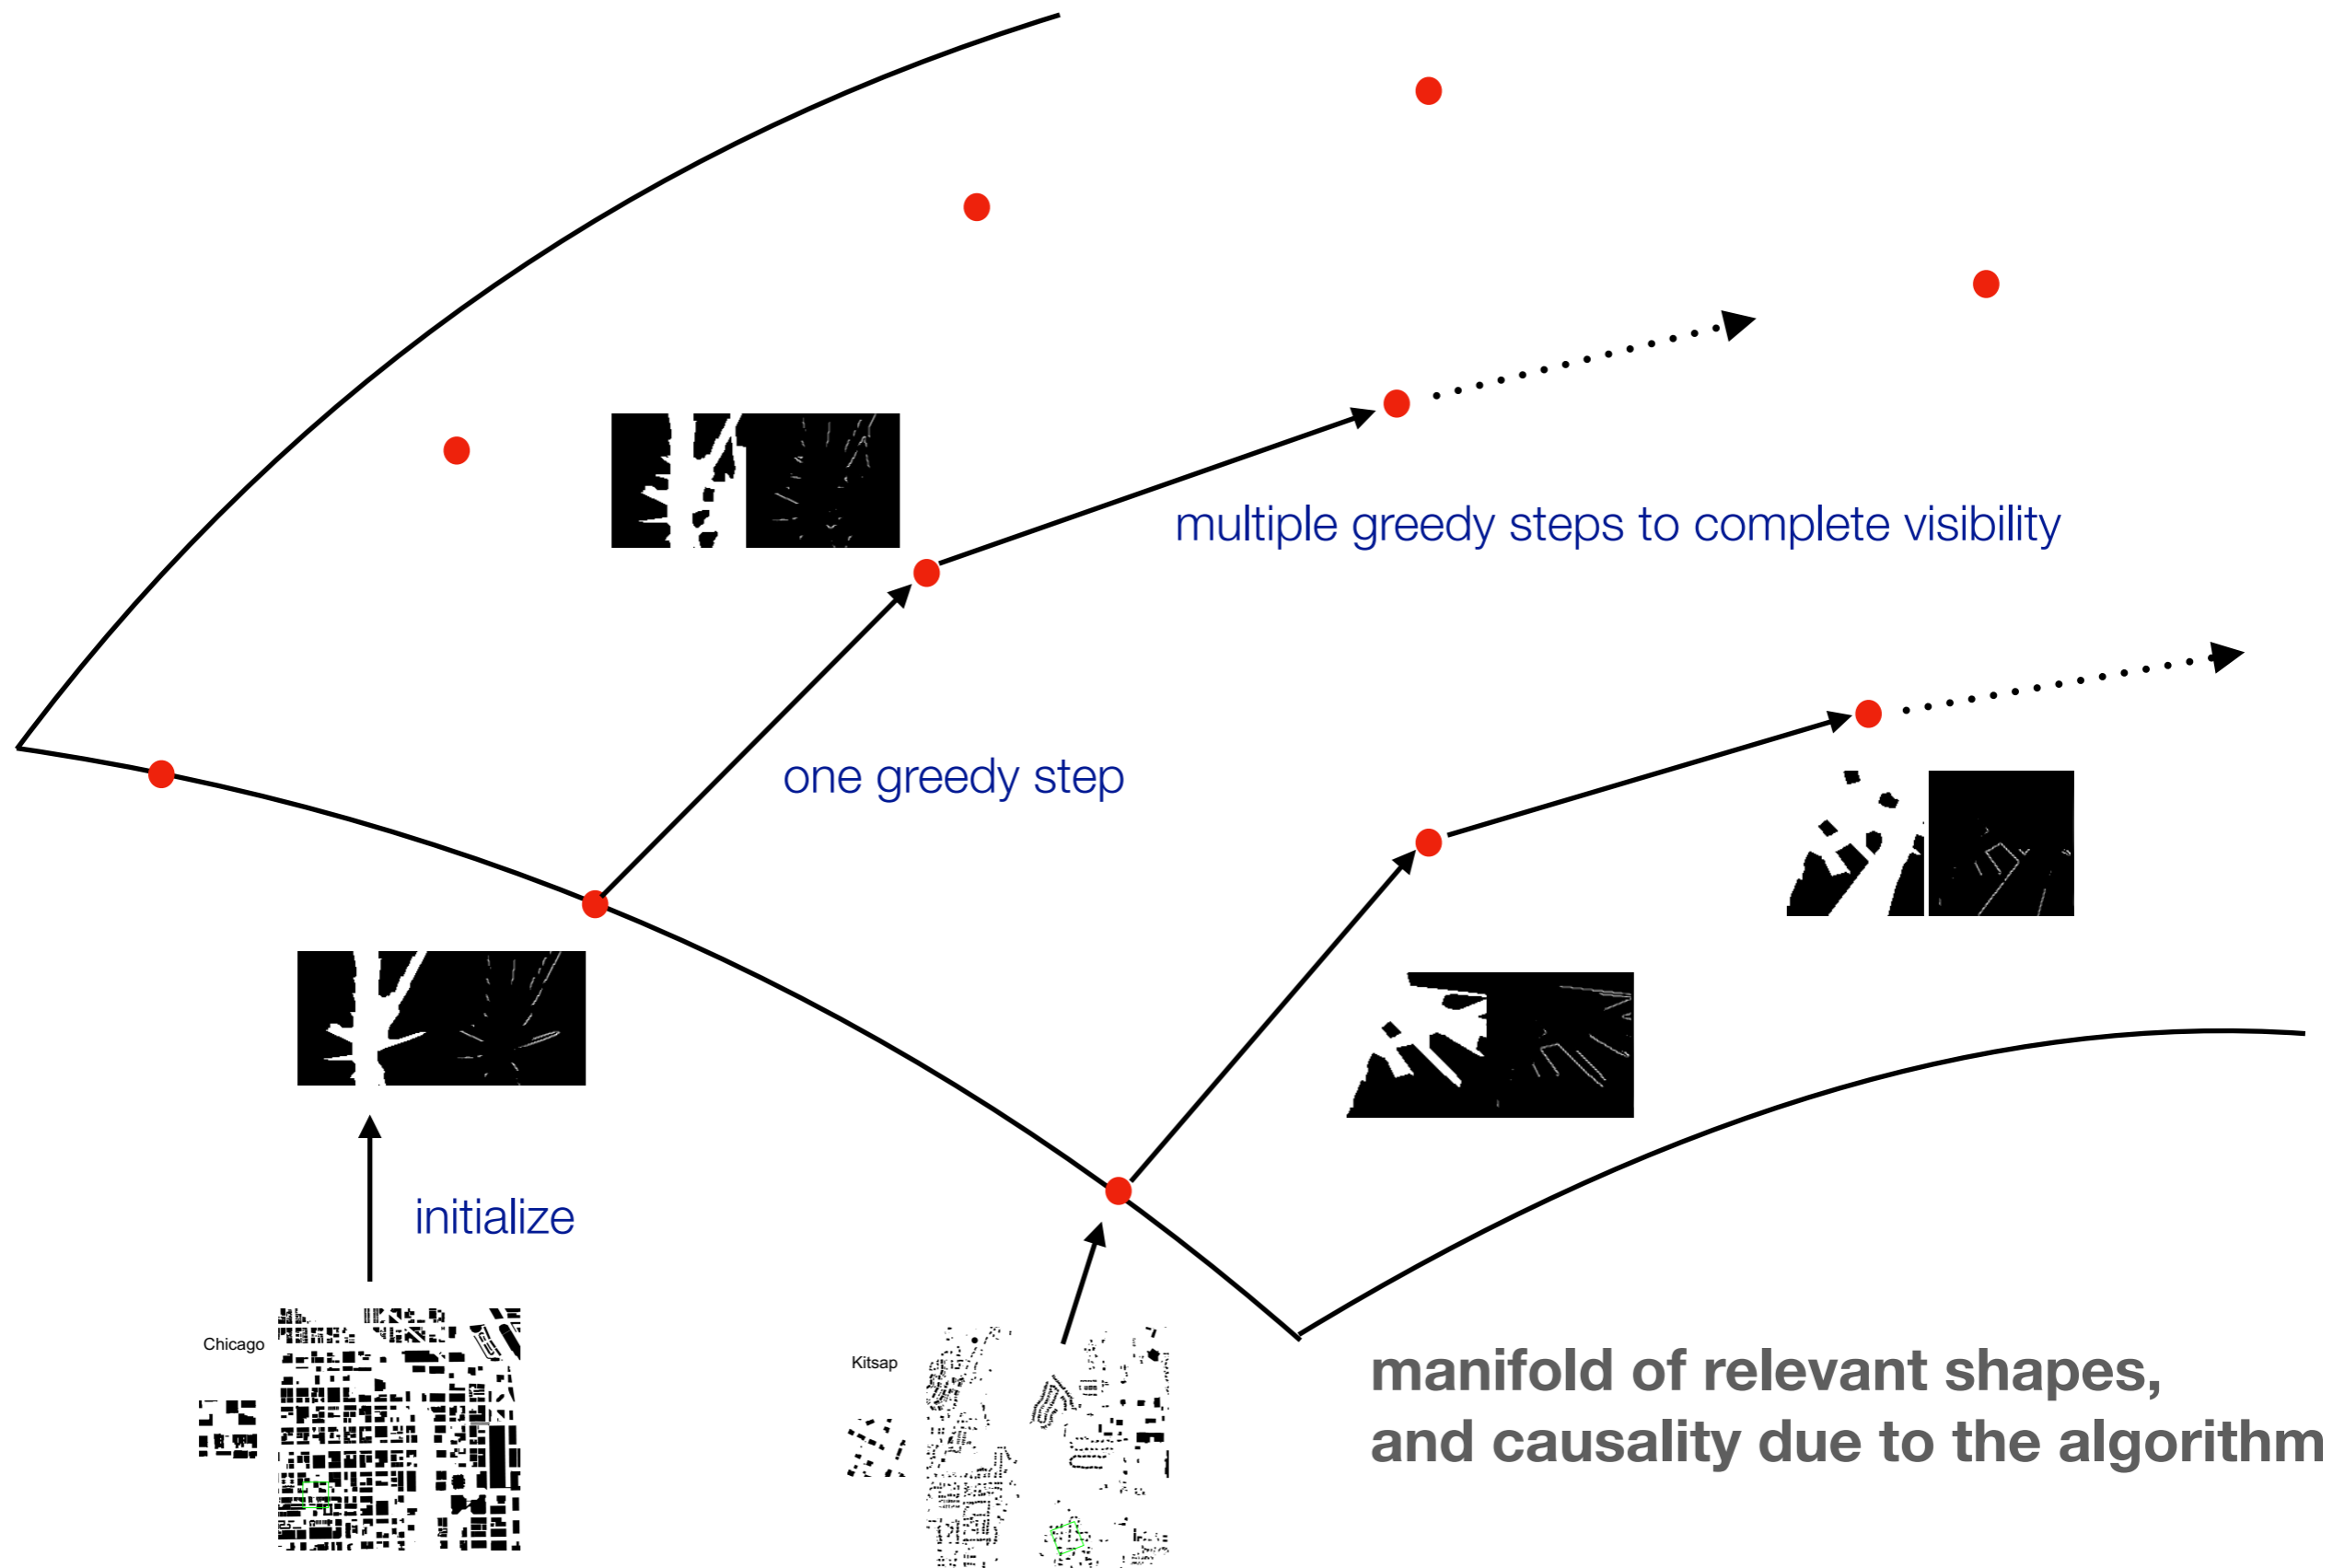 multiple greedy steps to complete visibility
one greedy step
initialize
Chicago
Kitsap
manifold of relevant shapes,
and causality due to the algorithm